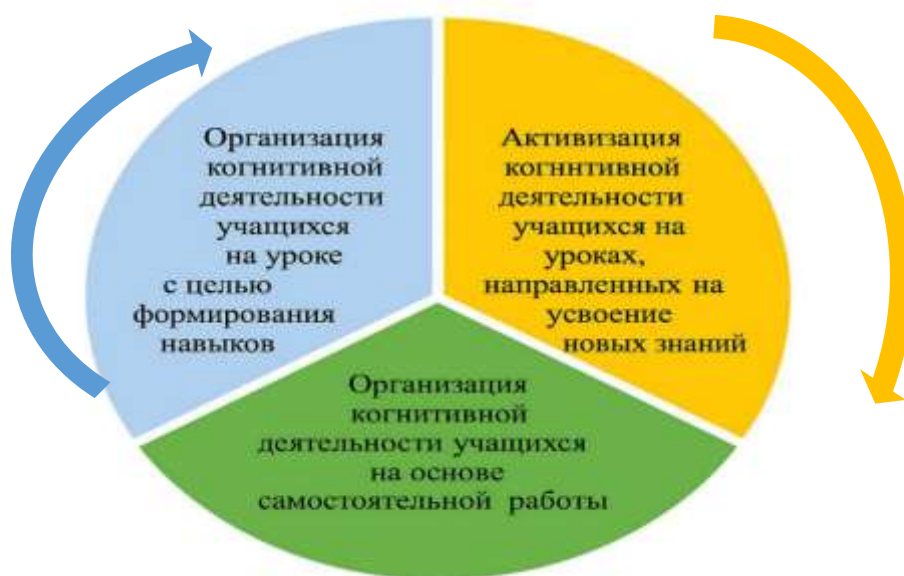 Организация
когнитивной
деятельности
учащихся
на уроке
с целью
формирования
навыков
Активизация
когннтивной
деятельности
учащихся на
уроках,
направленных на
усвоение
новых знаний
Организация
когнитивной
деятельности учащихся
на основе
самостоятельной работы